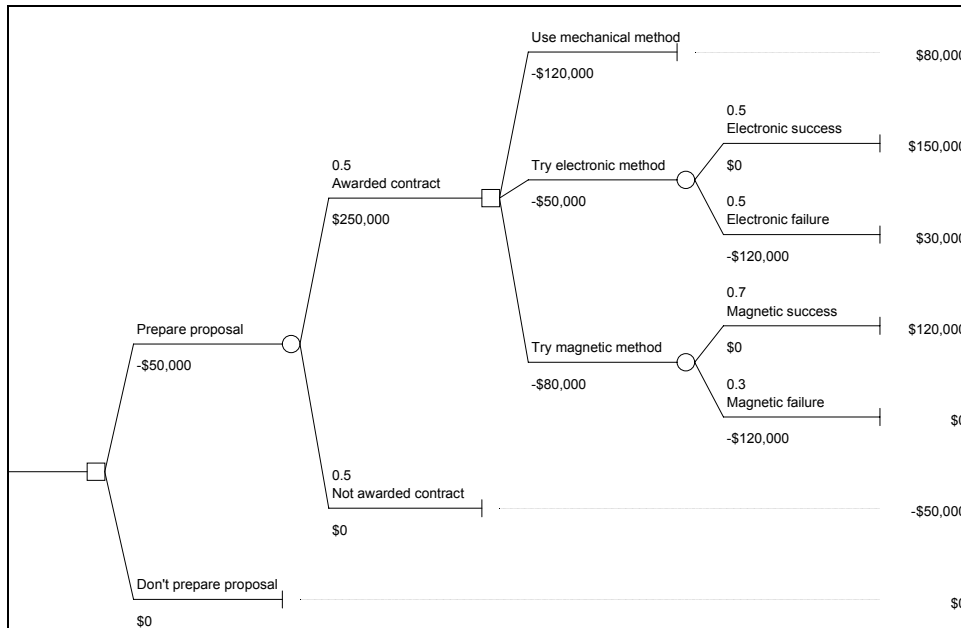 Use mechanical method
$80,000
-$120,000
0.5
Electronic success
$150,000
0.5
Try electronic method
$0
Awarded contract
-$50,000
0.5
$250,000
Electronic failure
$30,000
-$120,000
0.7
Magnetic success
Prepare proposal
$120,000
Try magnetic method
$0
-$50,000
-$80,000
0.3
Magnetic failure
$0
-$120,000
0.5
Not awarded contract
-$50,000
$0
Don't prepare proposal
$0
$0